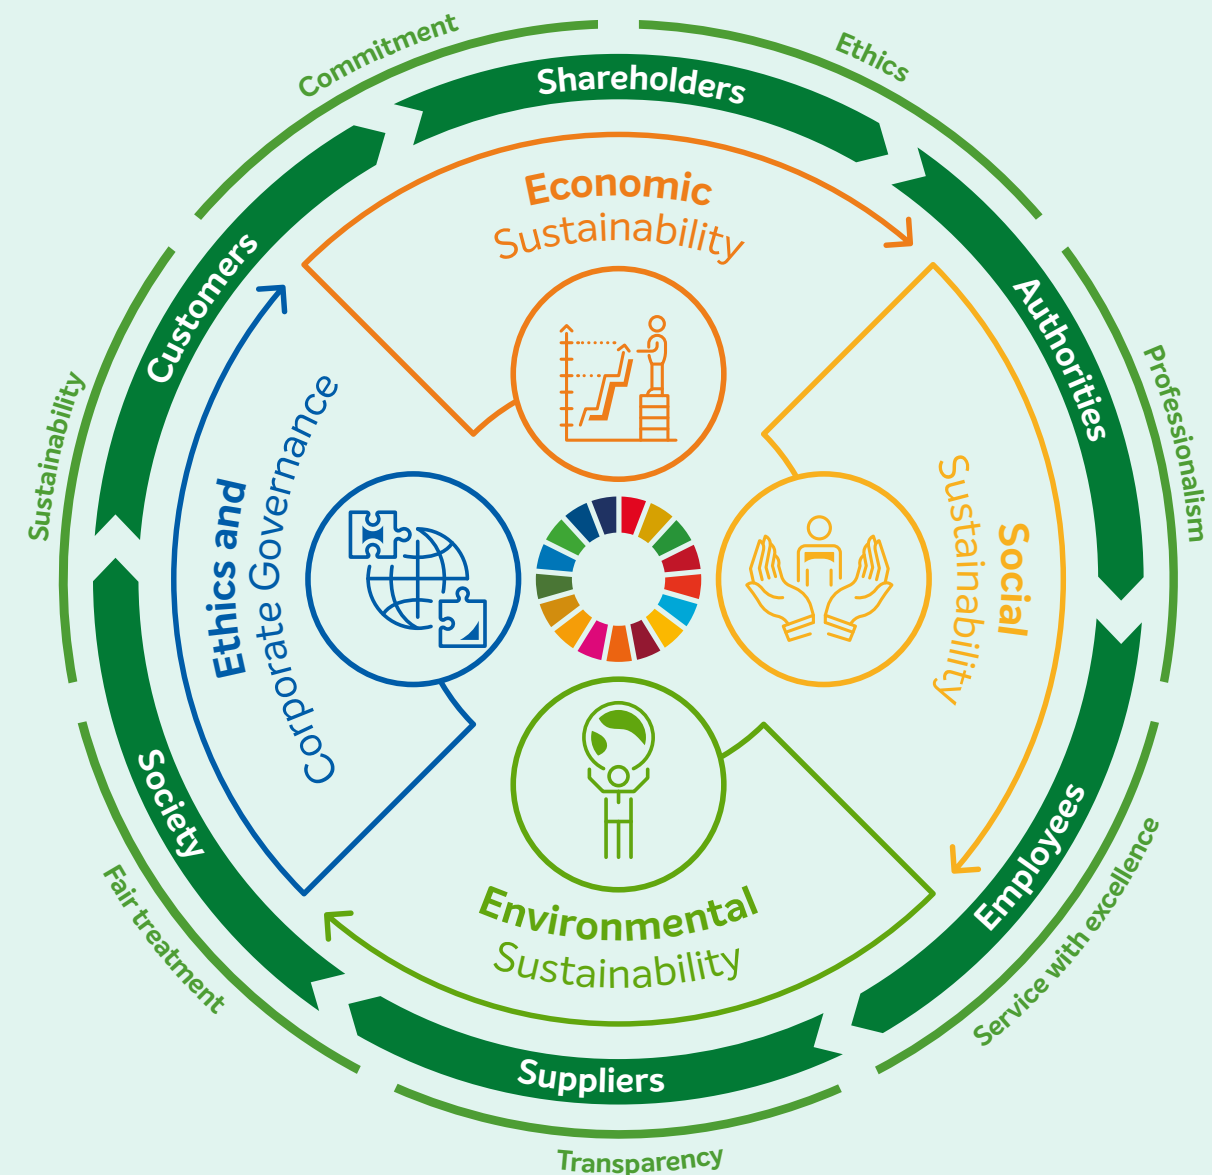 Commitment
Ethics
Shareholders
Economic
Sustainability
Customers
Authorities
Professionalism
Sustainability
Ethics and
Corporate Governance
Social
Sustainability
Society
Employees
Environmental
Sustainability
Fair treatment
Service with excellence
Suppliers
Transparency